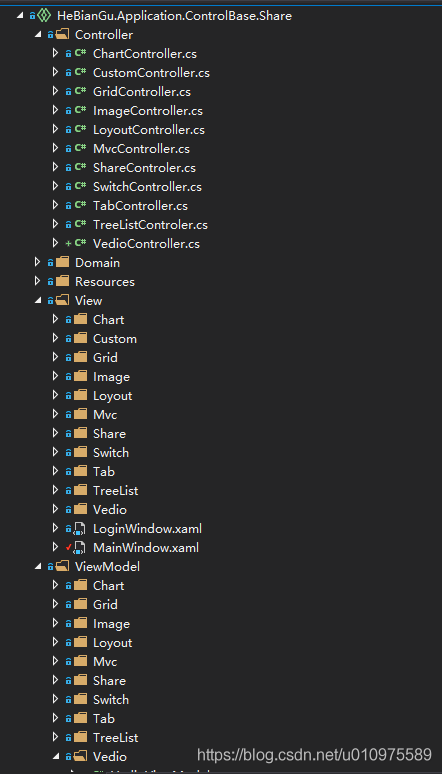 HeBianGu.Application.ControlBase.Share
Controller
C# ChartController.cs
C# CustomController.cs
C# GridController.cs
C# ImageController.cs
C# LoyoutController.cs
C# MvcController.cs
C# ShareControler.cs
C# SwitchController.cs
C# TabController.cs
C# TreeListControler.cs
+ C# VedioController.cs
Domain
Resources
View
Chart
Custom
Grid
Image
Loyout
Mvc
Share
Switch
Tab
TreeList
Vedio
LoginWindow.xaml
MainWindow.xaml
ViewModel
Chart
Grid
Image
Loyout
Mvc
Share
Switch
Tab
TreeList
Vedio
https://blog.csdn.net/u010975589